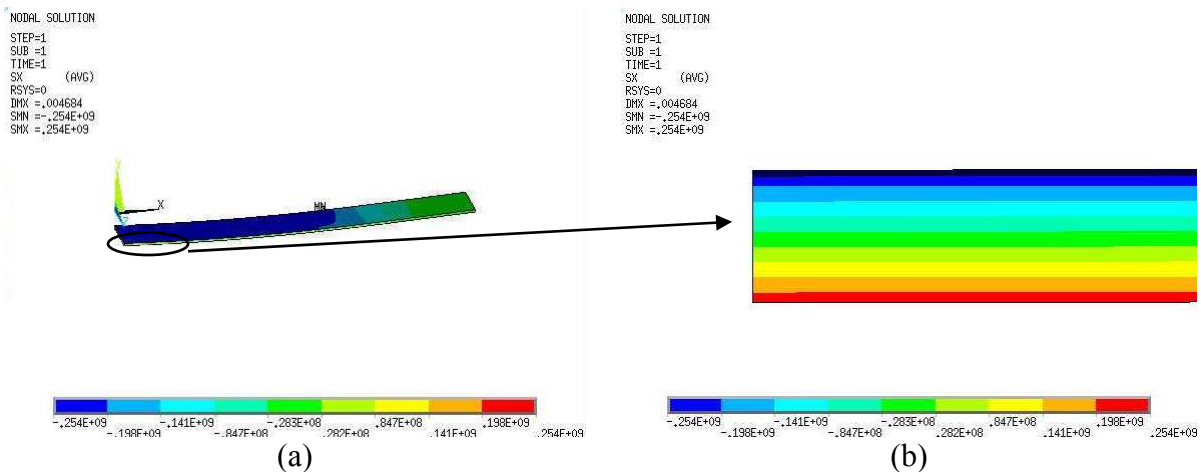 NODAL SOLUTION
STEP=1
SUB =1
TIME=1
SX (AVG)
RSYS=0
DMX =.004684
SMN =-.254E+09
SMX =.254E+09
X
MN
-.254E+09 -.141E+09 -.283E+08 .847E+08 .198E+09
-.198E+09 -.847E+08 .282E+08 .141E+09 .254E+09
(a)
NODAL SOLUTION
STEP=1
SUB =1
TIME=1
SX (AVG)
RSYS=0
DMX =.004684
SMN =-.254E+09
SMX =.254E+09
-.254E+09 -.141E+09 -.283E+08 .847E+08 .198E+09
-.198E+09 -.847E+08 .282E+08 .141E+09 .254E+09
(b)